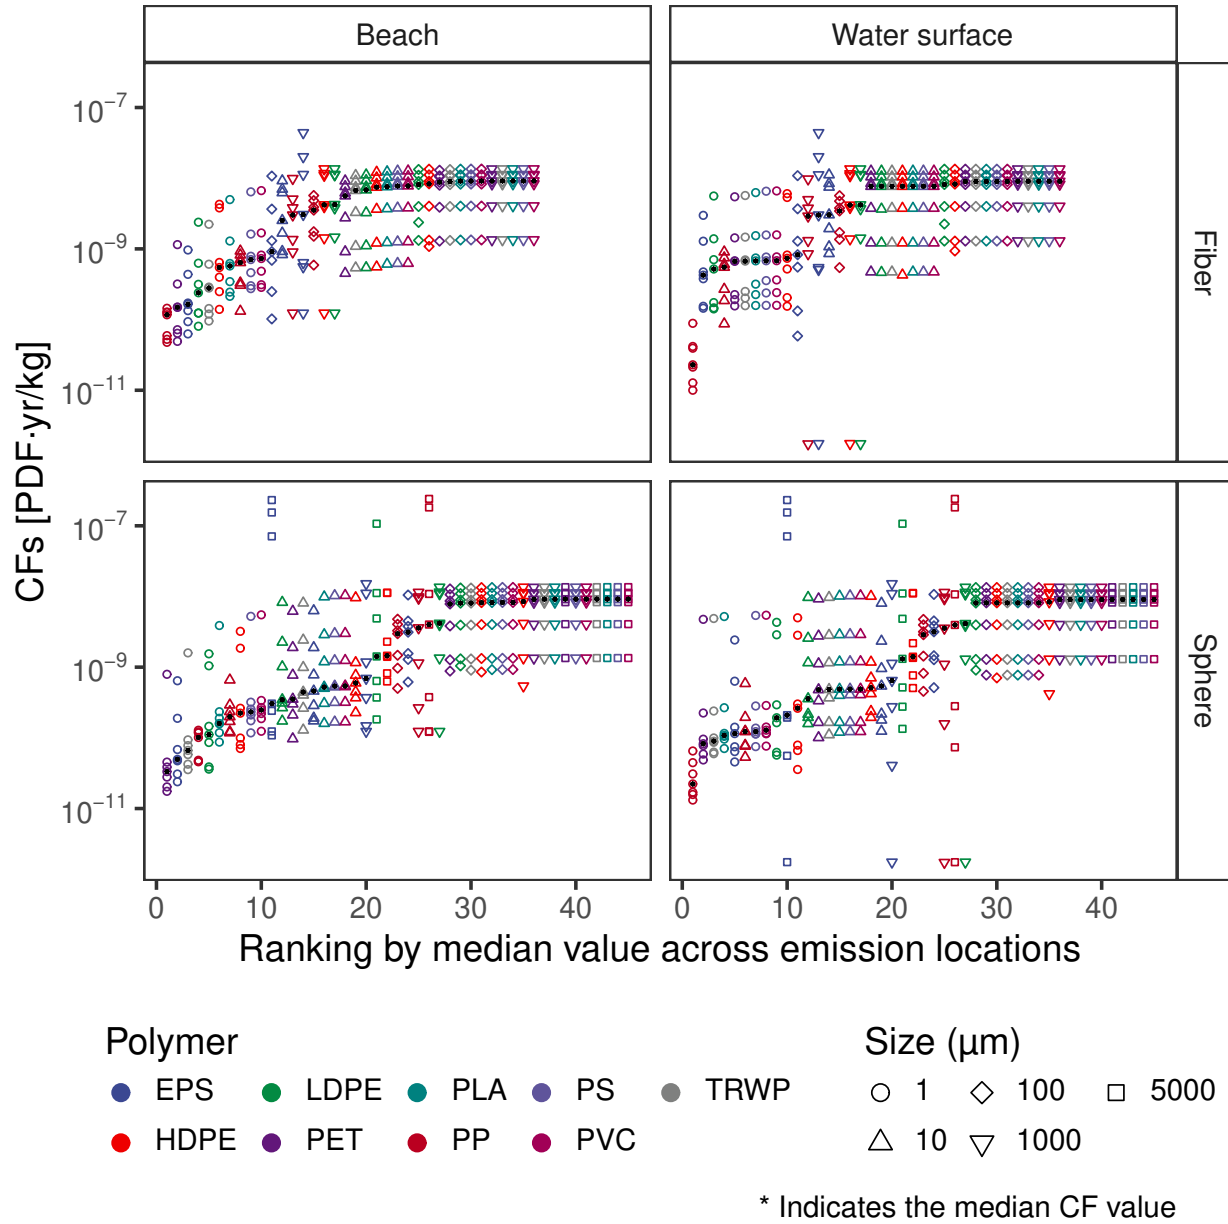 Beach
Water surface
10⁻⁷
10⁻⁹
10⁻¹¹
Fiber
CFs [PDF·yr/kg]
10⁻⁷
10⁻⁹
10⁻¹¹
Sphere
0 10 20 30 40
0 10 20 30 40
Ranking by median value across emission locations
Polymer
EPS LDPE PLA PS TRWP
HDPE PET PP PVC
Size (µm)
1 100 5000
10 1000
* Indicates the median CF value